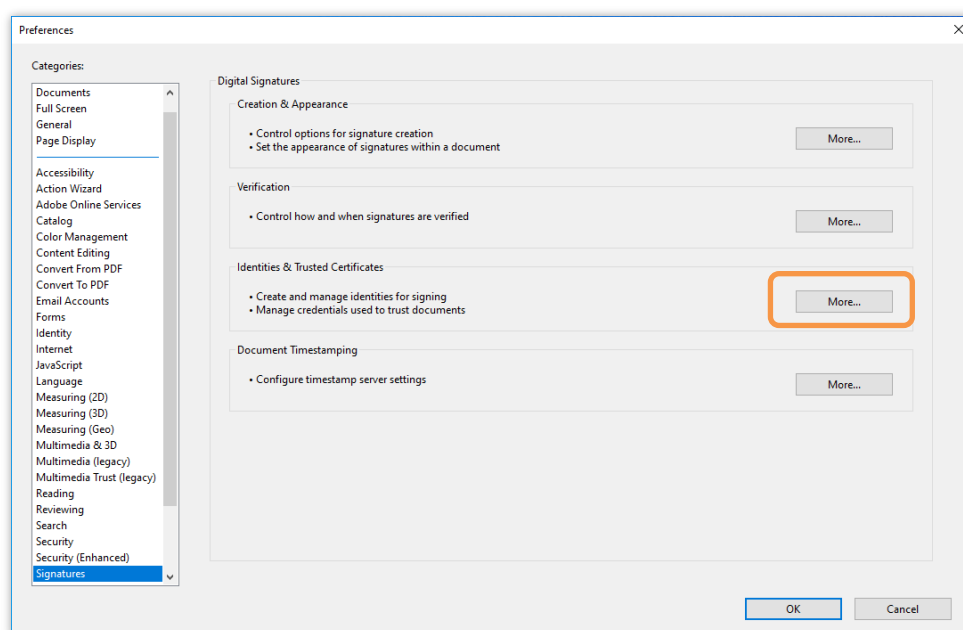 Preferences
Categories:
Documents
Full Screen
General
Page Display
Accessibility
Action Wizard
Adobe Online Services
Catalog
Color Management
Content Editing
Convert From PDF
Convert To PDF
Email Accounts
Forms
Identity
Internet
JavaScript
Language
Measuring (2D)
Measuring (3D)
Measuring (Geo)
Multimedia & 3D
Multimedia (legacy)
Multimedia Trust (legacy)
Reading
Reviewing
Search
Security
Security (Enhanced)
Signatures
Digital Signatures
Creation & Appearance
• Control options for signature creation
• Set the appearance of signatures within a document
More...
Verification
• Control how and when signatures are verified
More...
Identities & Trusted Certificates
• Create and manage identities for signing
• Manage credentials used to trust documents
More...
Document Timestamping
• Configure timestamp server settings
More...
OK
Cancel